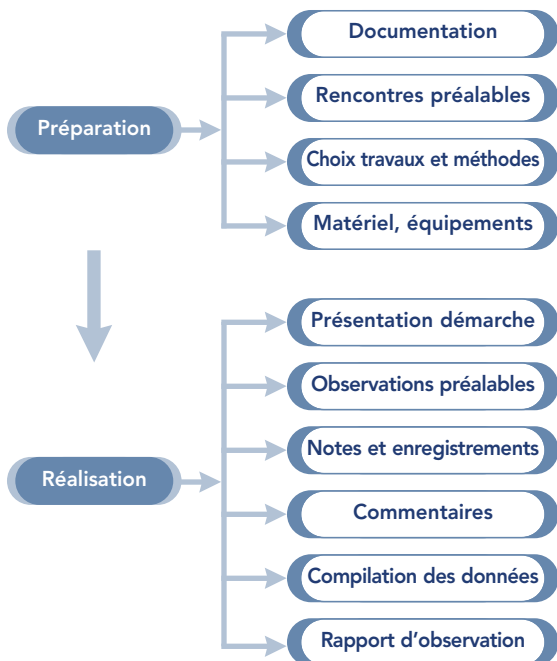 Préparation
Documentation
Rencontres préalables
Choix travaux et méthodes
Matériel, équipements
Réalisation
Présentation démarche
Observations préalables
Notes et enregistrements
Commentaires
Compilation des données
Rapport d’observation